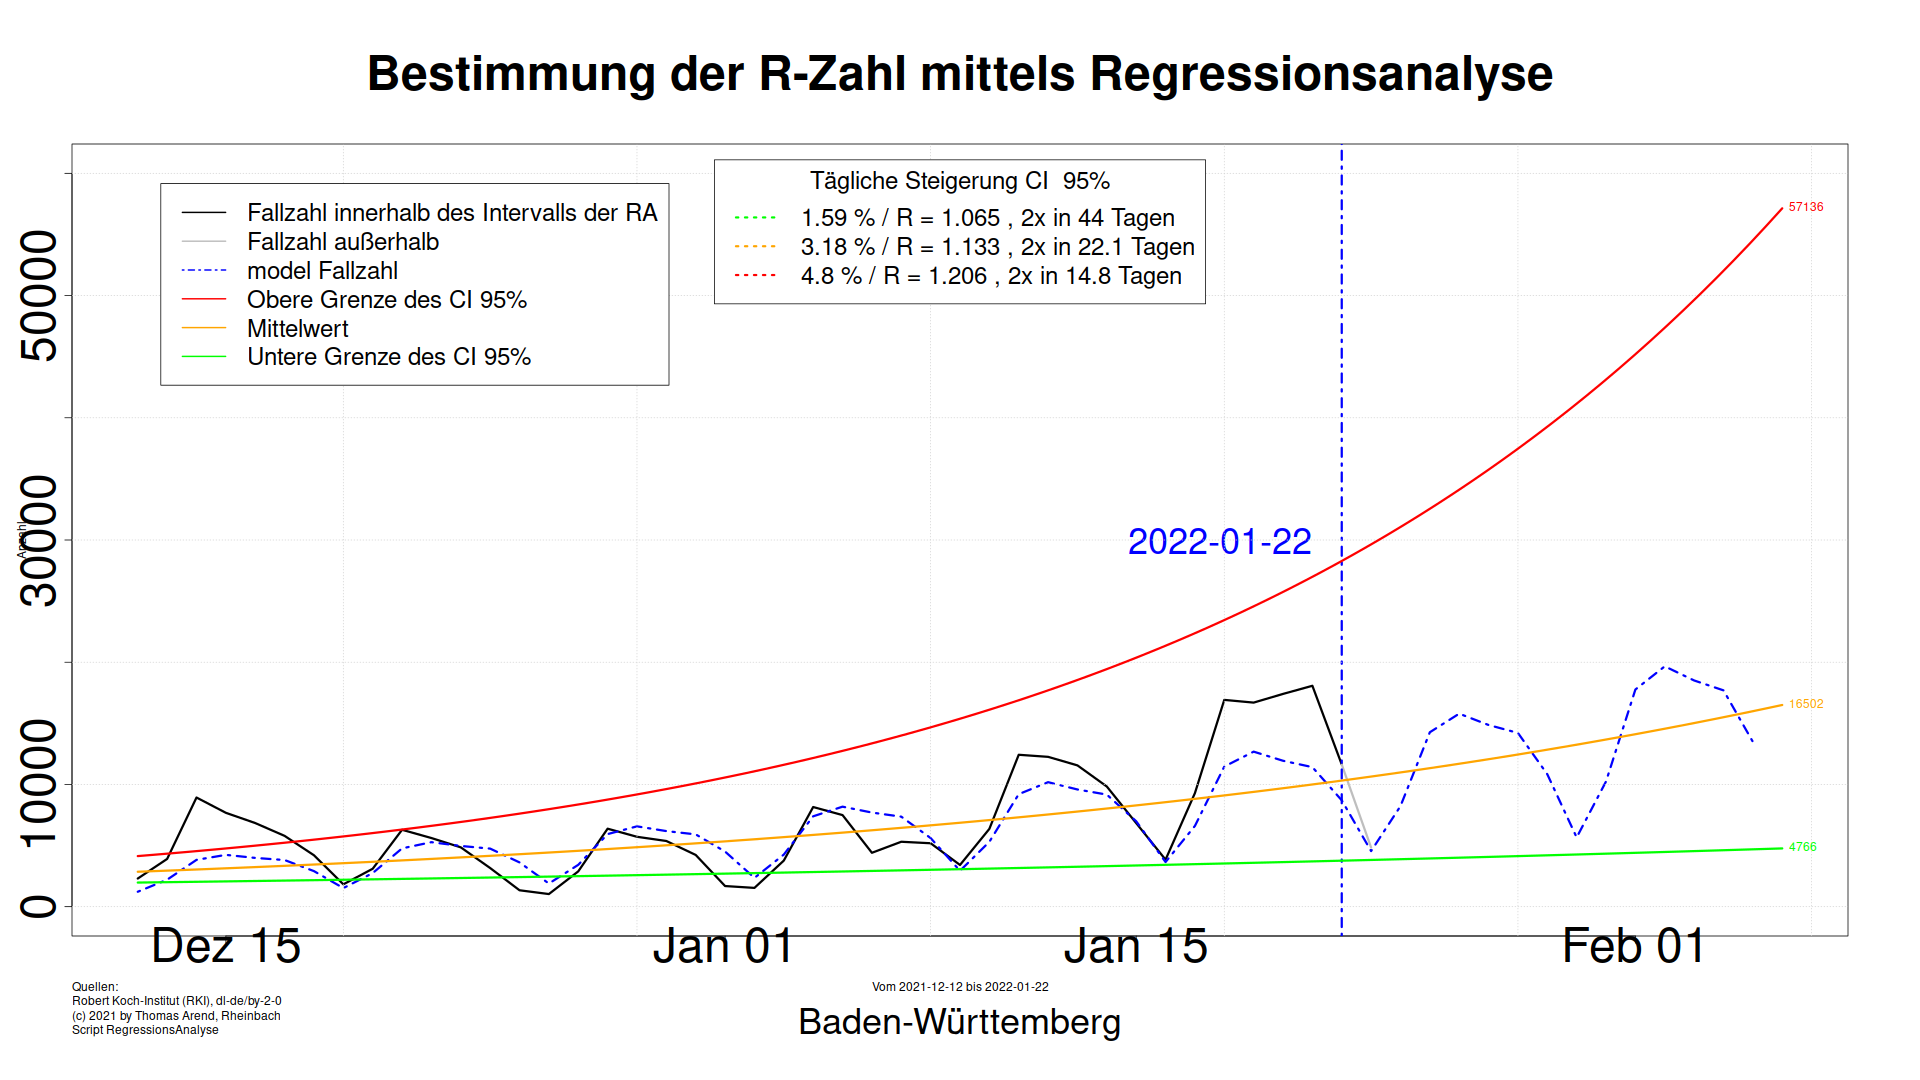 Bestimmung der R-Zahl mittels Regressionsanalyse
Fallzahl innerhalb des Intervalls der RA
Fallzahl außerhalb
model Fallzahl
Obere Grenze des CI 95%
Mittelwert
Untere Grenze des CI 95%
Tägliche Steigerung CI  95%
1.59 % / R = 1.065 , 2x in 44 Tagen
3.18 % / R = 1.133 , 2x in 22.1 Tagen
4.8 % / R = 1.206 , 2x in 14.8 Tagen
57136
2022-01-22
16502
4766
50000
30000
10000
0
Anzahl
Dez 15
Jan 01
Jan 15
Feb 01
Quellen:
Robert Koch-Institut (RKI), dl-de/by-2-0
(c) 2021 by Thomas Arend, Rheinbach
Script RegressionsAnalyse
Vom 2021-12-12 bis 2022-01-22
Baden-Württemberg